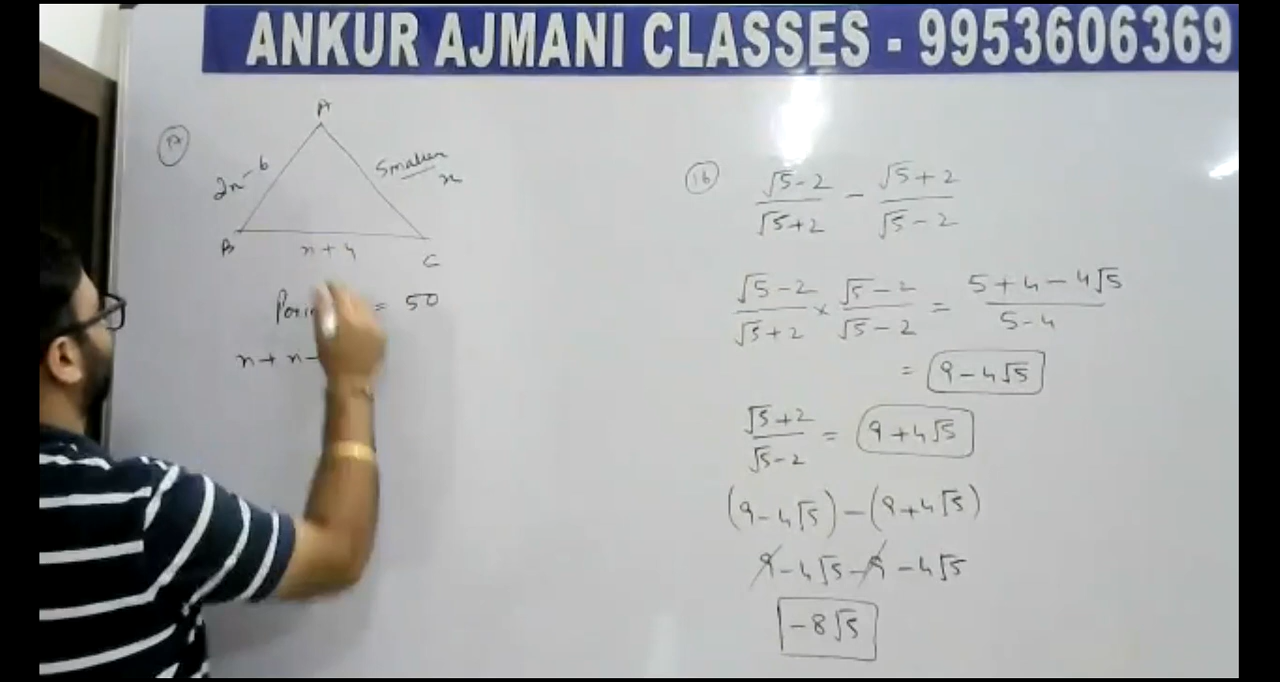 ANKUR AJMANI CLASSES - 9953606369
17
A
2x-6
Smaller
x
B
x+4
C
= 50
x+x-
16
(√5-2)/(√5+2) - (√5+2)/(√5-2)
(√5-2)/(√5+2) × (√5-2)/(√5-2) = (5+4-4√5)/(5-4)
= 9-4√5
(√5+2)/(√5-2) = 9+4√5
(9-4√5)-(9+4√5)
9-4√5-9-4√5
-8√5